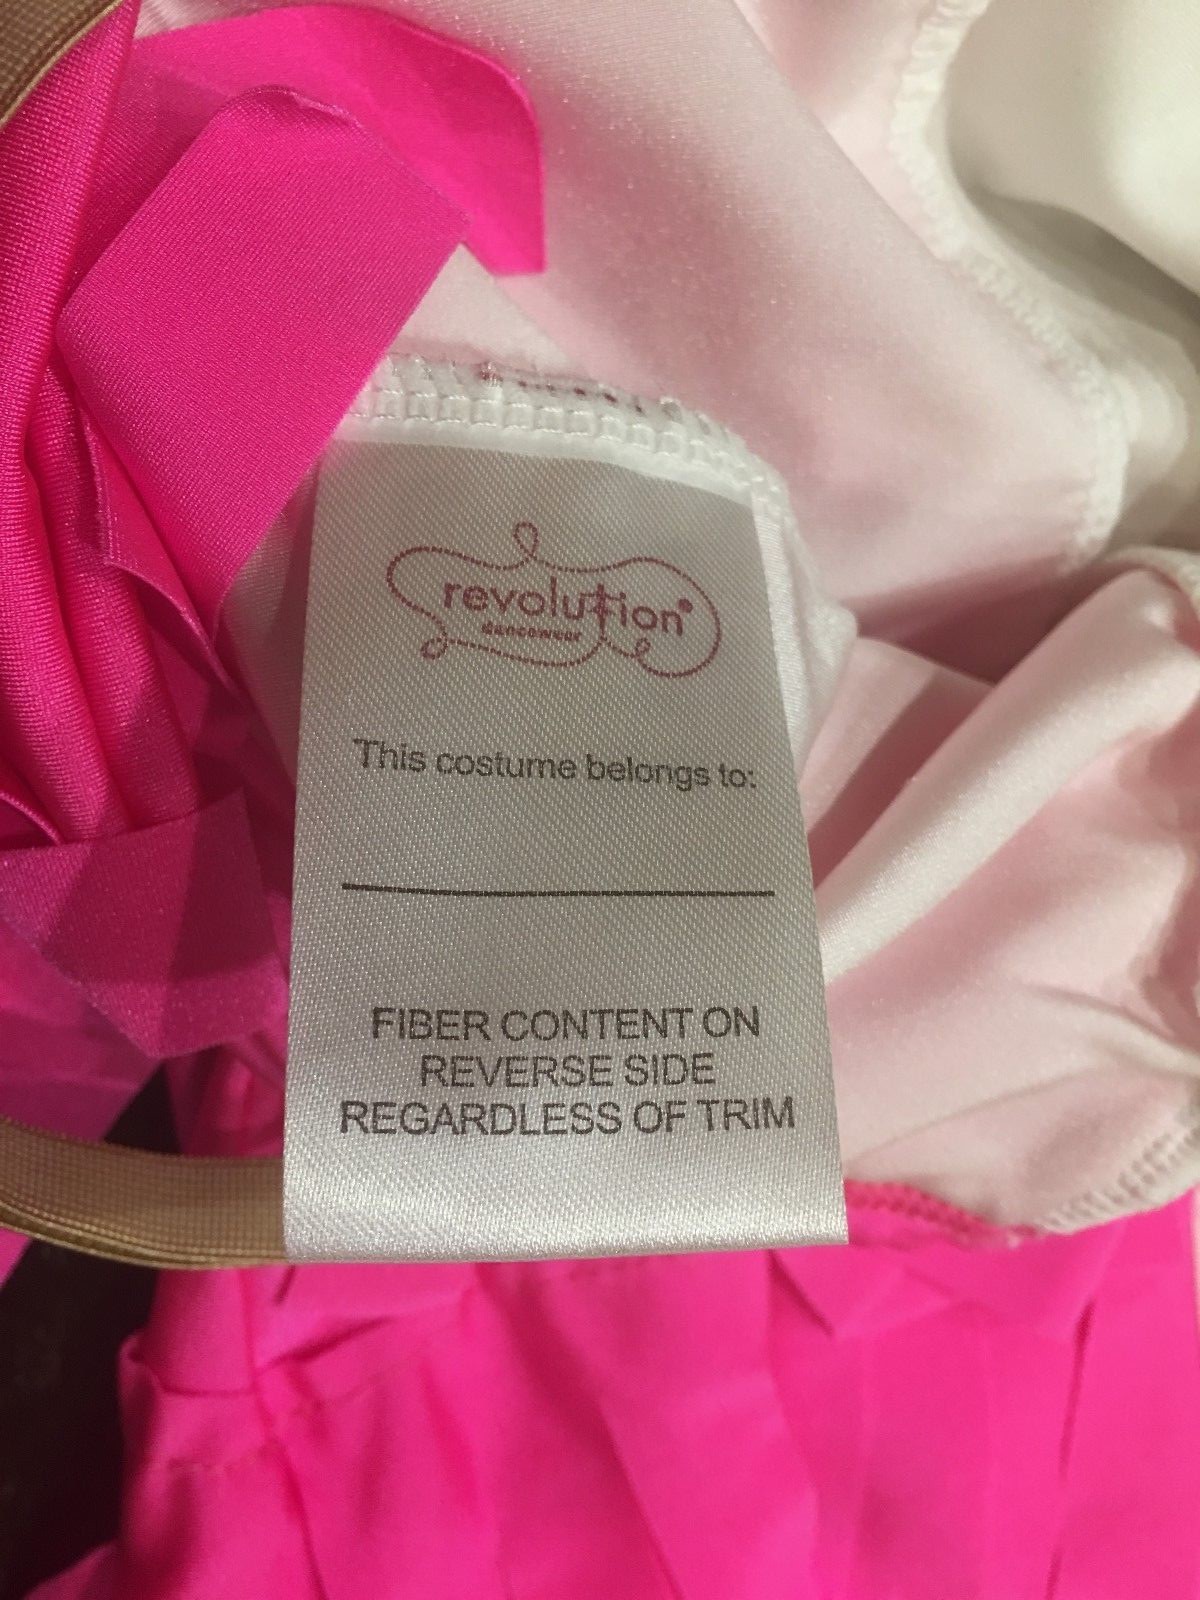 revolution
dancewear
This costume belongs to:
FIBER CONTENT ON
REVERSE SIDE
REGARDLESS OF TRIM